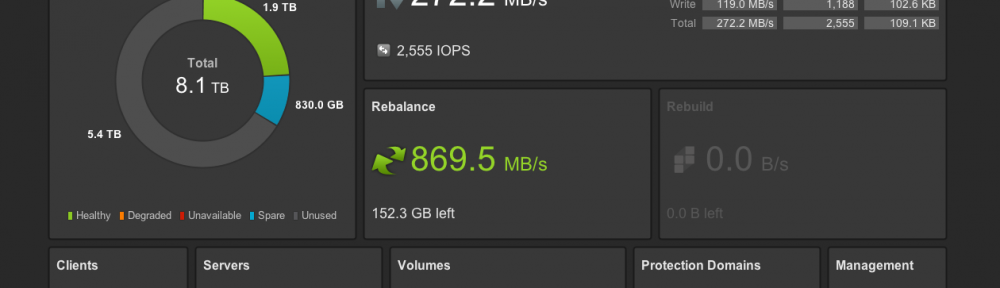 1.9 TB
Total
8.1 TB
830.0 GB
5.4 TB
Healthy Degraded Unavailable Spare Unused
272.2 MB/s
2,555 IOPS
Write 119.0 MB/s 1,188 102.6 KB
Total 272.2 MB/s 2,555 109.1 KB
Rebalance
869.5 MB/s
152.3 GB left
Rebuild
0.0 B/s
0.0 B left
Clients
Servers
Volumes
Protection Domains
Management